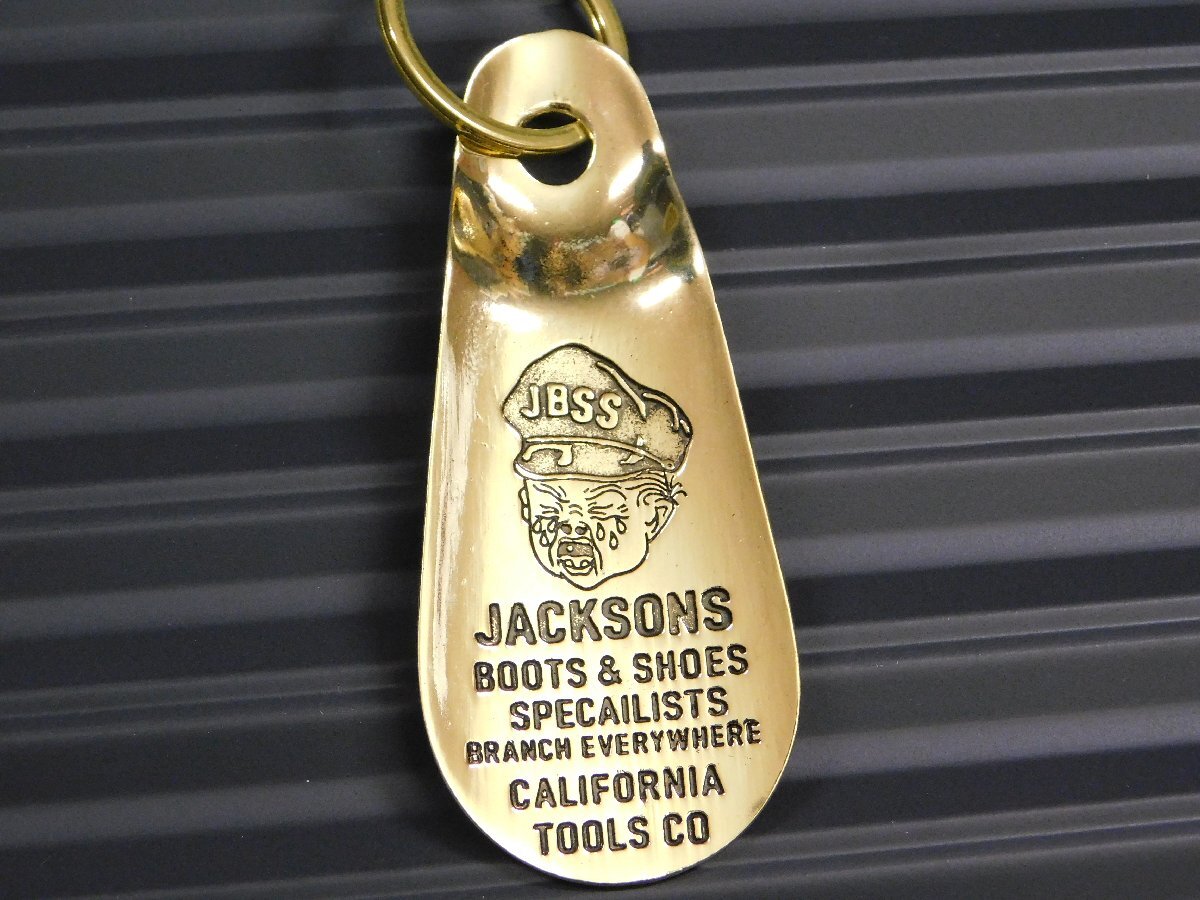 JBSS
JACKSONS
BOOTS & SHOES
SPECAILISTS
BRANCH EVERYWHERE
CALIFORNIA
TOOLS CO